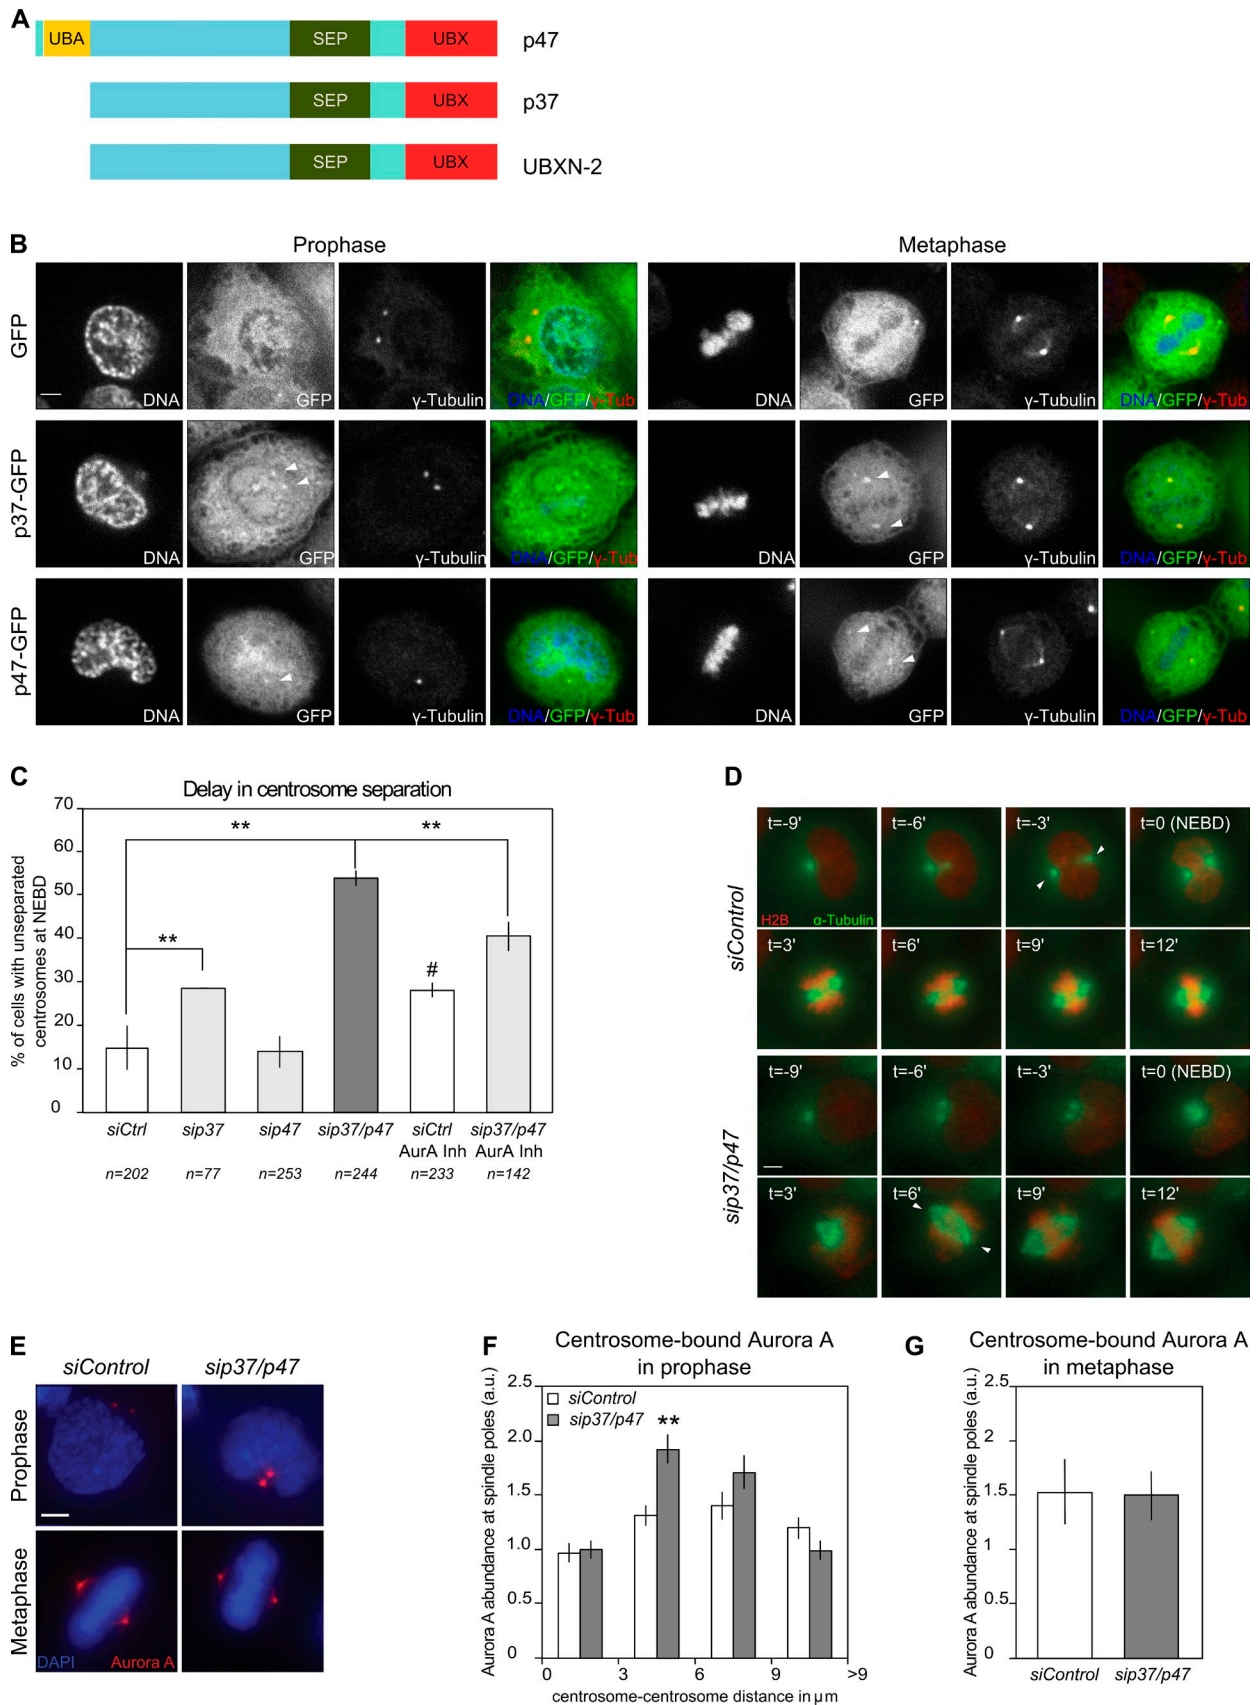 A
UBA SEP UBX p47
SEP UBX p37
SEP UBX UBXN-2
B
Prophase Metaphase
GFP
DNA GFP γ-Tubulin DNA/GFP/γ-Tub DNA GFP γ-Tubulin DNA/GFP/γ-Tub
p37-GFP
DNA GFP γ-Tubulin DNA/GFP/γ-Tub DNA GFP γ-Tubulin DNA/GFP/γ-Tub
p47-GFP
DNA GFP γ-Tubulin DNA/GFP/γ-Tub DNA GFP γ-Tubulin DNA/GFP/γ-Tub
C
Delay in centrosome separation
% of cells with unseparated
centrosomes at NEBD
70
60
50
40
30
20
10
0
** **
**
#
siCtrl sip37 sip47 sip37/p47 siCtrl sip37/p47
AurA Inh AurA Inh
n=202 n=77 n=253 n=244 n=233 n=142
D
siControl
t=-9' t=-6' t=-3' t=0 (NEBD)
H2B α-Tubulin
t=3' t=6' t=9' t=12'
sip37/p47
t=-9' t=-6' t=-3' t=0 (NEBD)
t=3' t=6' t=9' t=12'
E
siControl sip37/p47
Prophase
Metaphase
DAPI Aurora A
F
Centrosome-bound Aurora A
in prophase
Aurora A abundance at spindle poles (a.u.)
2.5
2.0
1.5
1.0
0.5
0
siControl
sip37/p47
**
0 3 6 9 >9
centrosome-centrosome distance in μm
G
Centrosome-bound Aurora A
in metaphase
Aurora A abundance at spindle poles (a.u.)
2.5
2.0
1.5
1.0
0.5
0
siControl sip37/p47